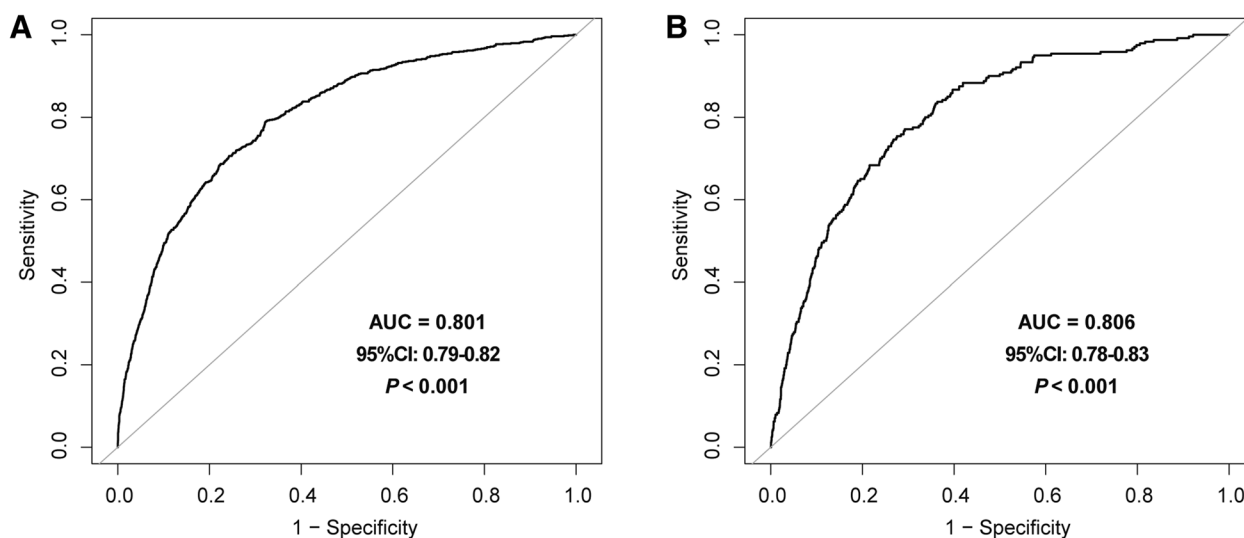 A
Sensitivity
1.0
0.8
0.6
0.4
0.2
0.0
AUC = 0.801
95%CI: 0.79-0.82
P < 0.001
0.0 0.2 0.4 0.6 0.8 1.0
1 − Specificity
B
Sensitivity
1.0
0.8
0.6
0.4
0.2
0.0
AUC = 0.806
95%CI: 0.78-0.83
P < 0.001
0.0 0.2 0.4 0.6 0.8 1.0
1 − Specificity